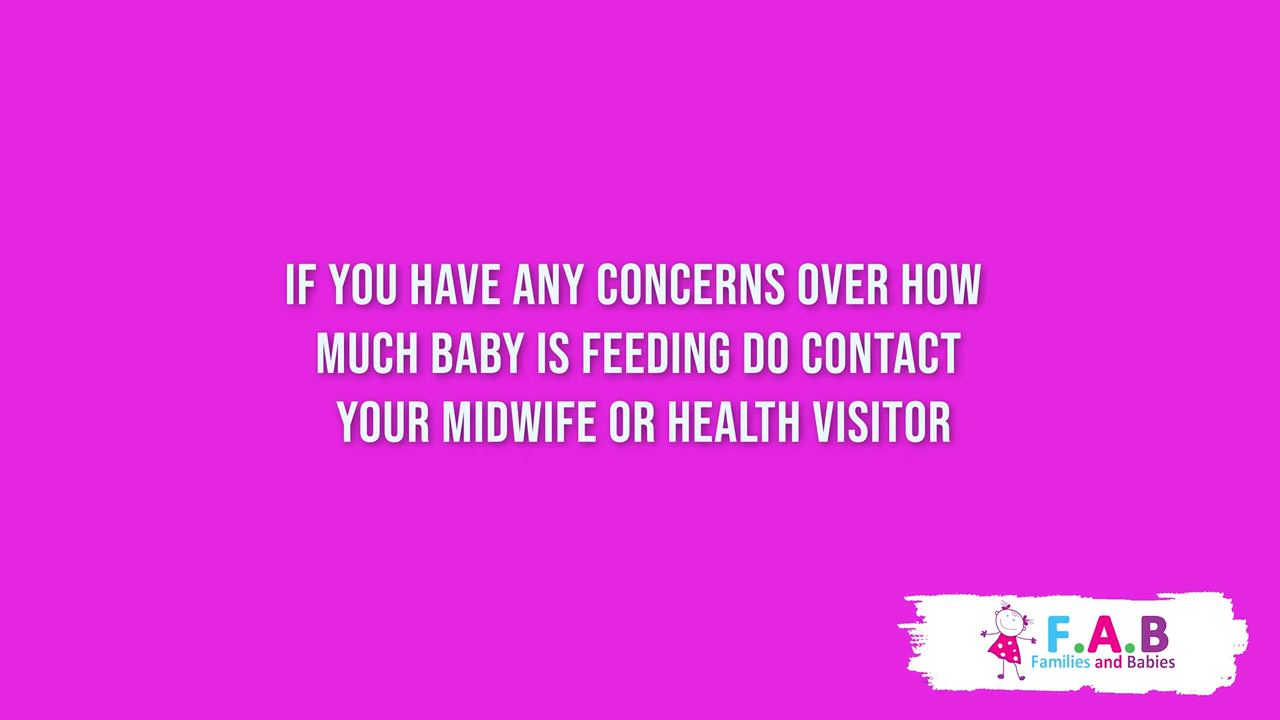 IF YOU HAVE ANY CONCERNS OVER HOW
MUCH BABY IS FEEDING DO CONTACT
YOUR MIDWIFE OR HEALTH VISITOR
F.A.B
Families and Babies